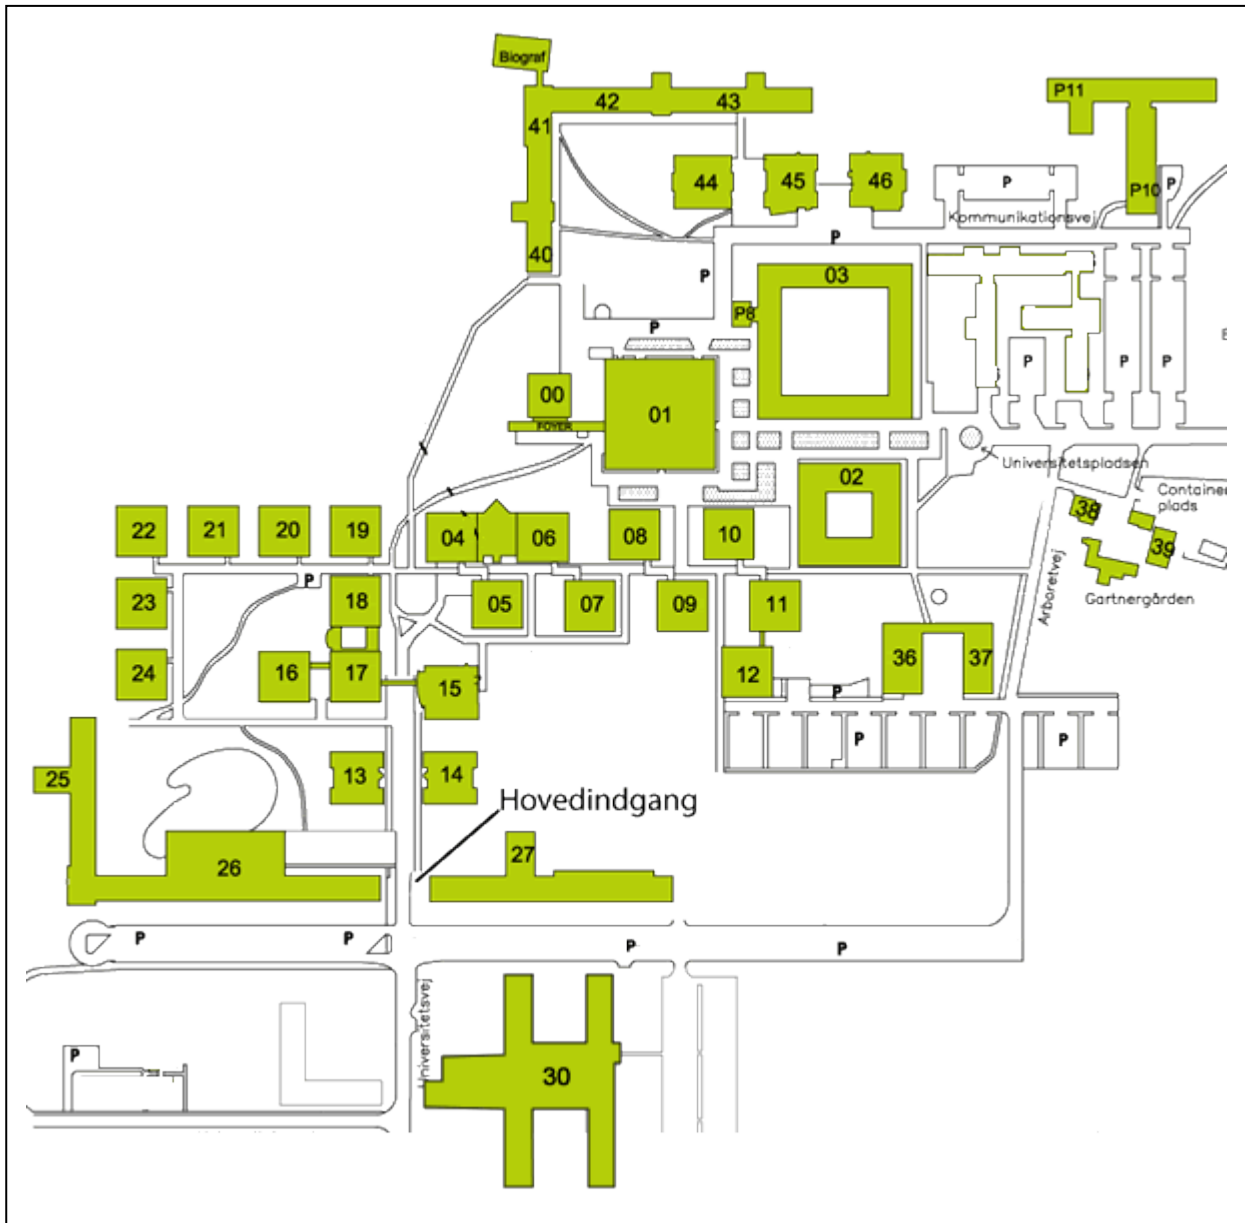 Biograf
42
43
P11
41
44
45
46
P
P10
P
Kommunikationsvej
P
40
03
P
P8
P
P
P
P
00
01
FOYER
Universitetspladsen
02
Container
plads
38
22
21
20
19
04
06
08
10
39
P
Gartnergården
Arboretvej
23
18
05
07
09
11
24
16
17
15
12
36
37
P
P
P
13
14
25
Hovedindgang
26
27
P
P
P
P
Universitetsvej
P
30